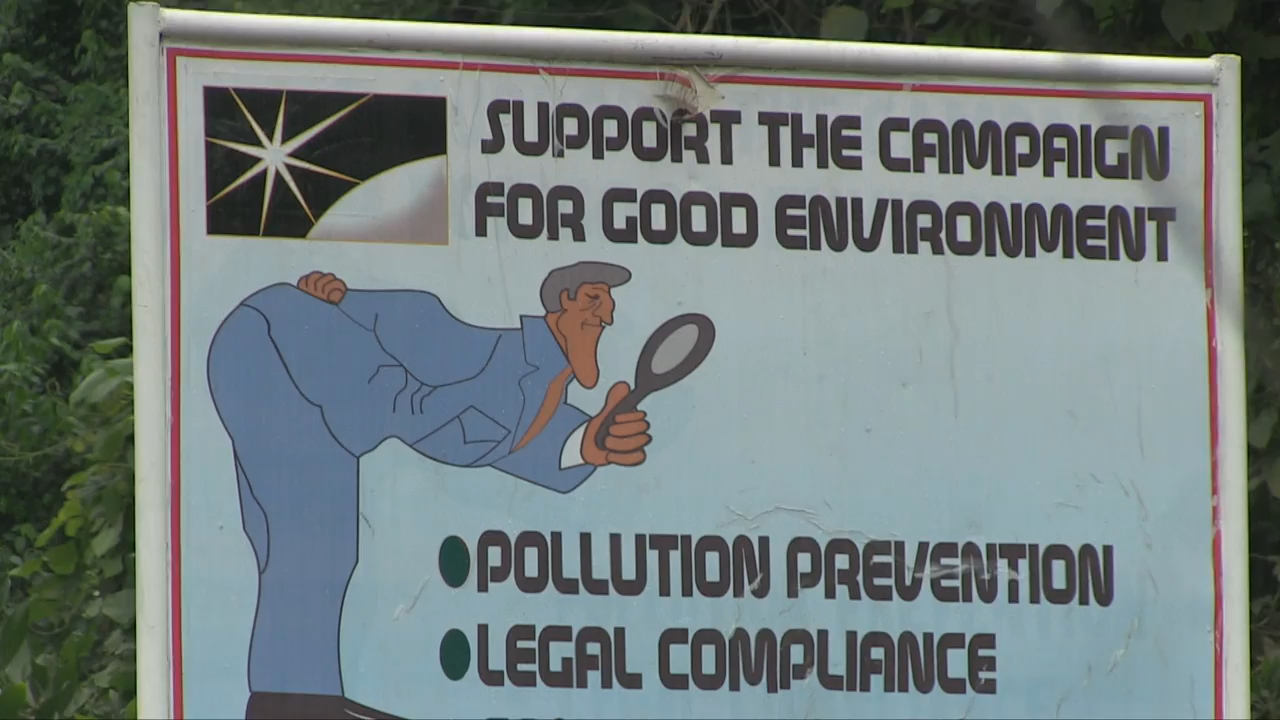 SUPPORT THE CAMPAIGN
FOR GOOD ENVIRONMENT
POLLUTION PREVENTION
LEGAL COMPLIANCE